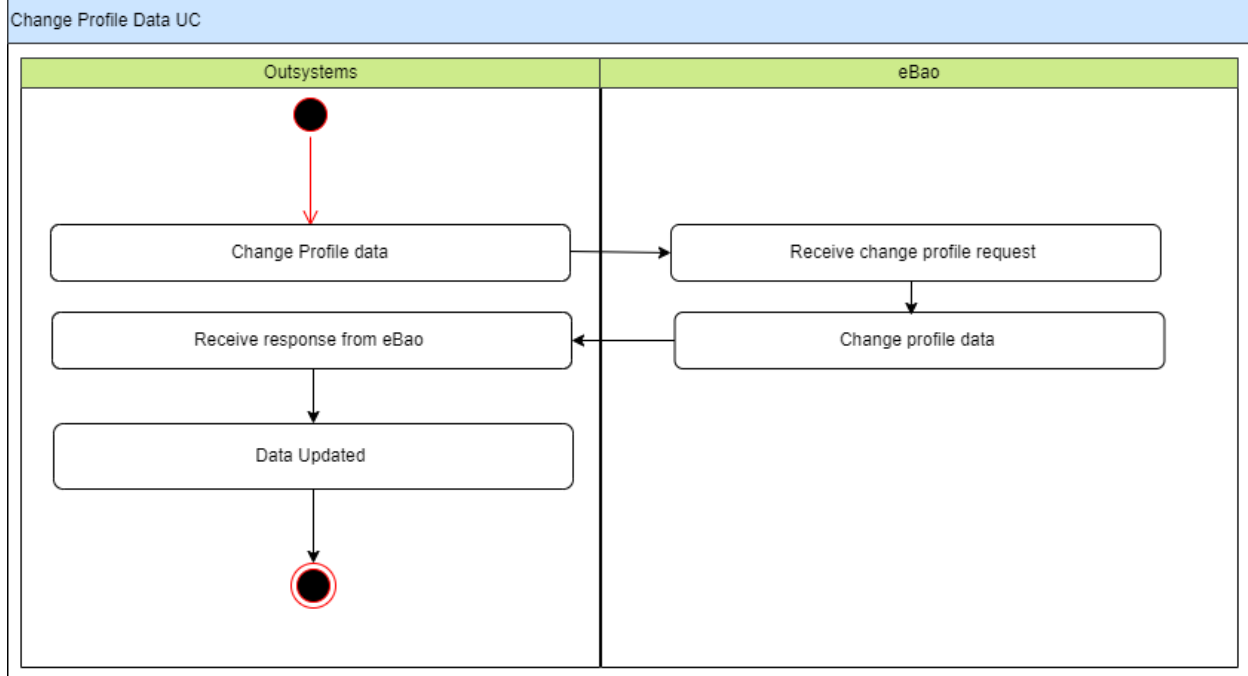 Change Profile Data UC
Outsystems
eBao
Change Profile data
Receive change profile request
Receive response from eBao
Change profile data
Data Updated